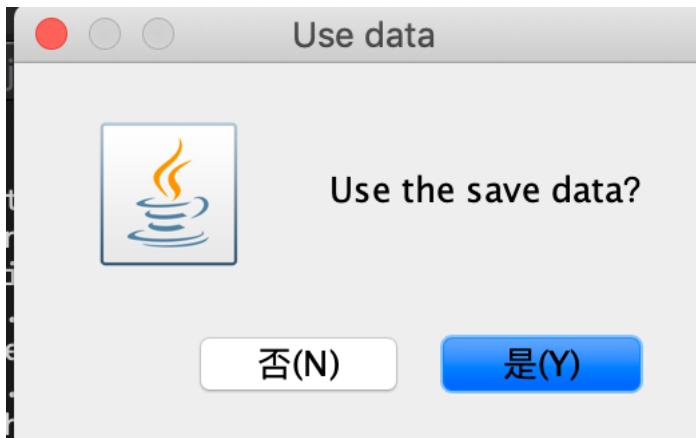 Use data
Use the save data?
否(N)
是(Y)